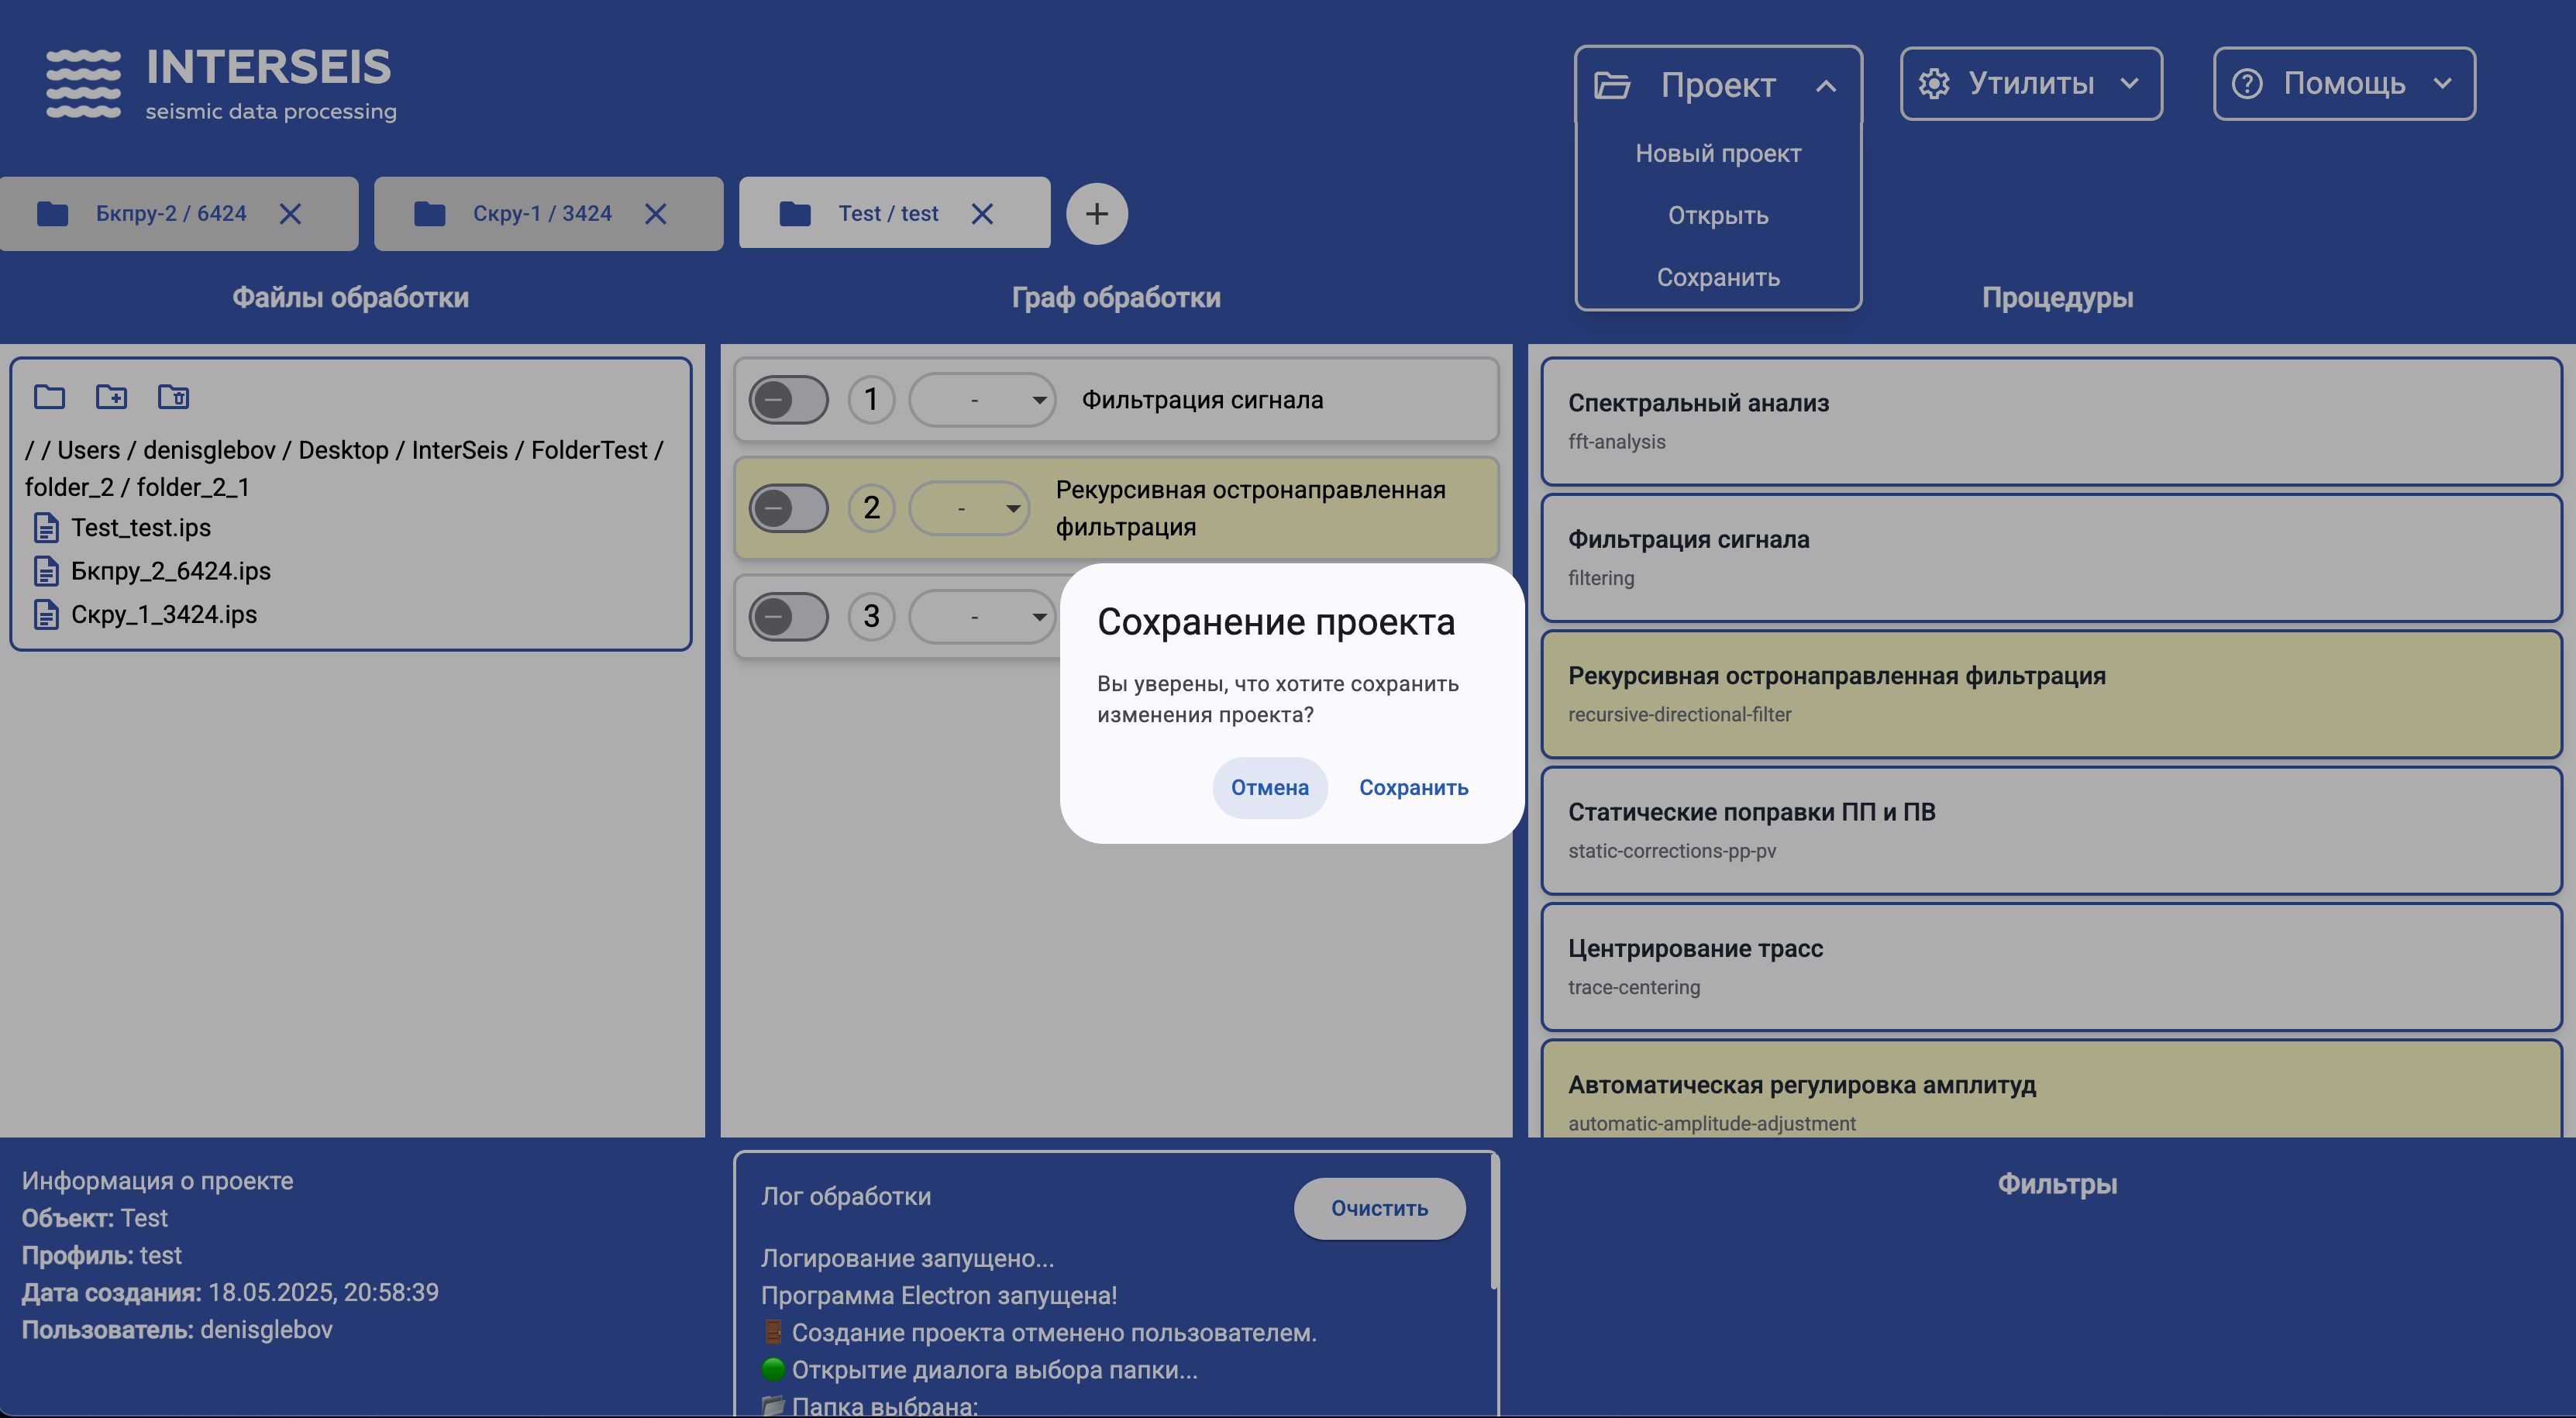 INTERSEIS
seismic data processing
Проект
Утилиты
Помощь
Новый проект
Открыть
Сохранить
Бкпру-2 / 6424
Скру-1 / 3424
Test / test
Файлы обработки
Граф обработки
Процедуры
/ / Users / denisglebov / Desktop / InterSeis / FolderTest /
folder_2 / folder_2_1
Test_test.ips
Бкпру_2_6424.ips
Скру_1_3424.ips
1
-
Фильтрация сигнала
2
-
Рекурсивная остронаправленная
фильтрация
3
-
Сохранение проекта
Вы уверены, что хотите сохранить
изменения проекта?
Отмена
Сохранить
Спектральный анализ
fft-analysis
Фильтрация сигнала
filtering
Рекурсивная остронаправленная фильтрация
recursive-directional-filter
Статические поправки ПП и ПВ
static-corrections-pp-pv
Центрирование трасс
trace-centering
Автоматическая регулировка амплитуд
automatic-amplitude-adjustment
Информация о проекте
Объект: Test
Профиль: test
Дата создания: 18.05.2025, 20:58:39
Пользователь: denisglebov
Лог обработки
Очистить
Логирование запущено...
Программа Electron запущена!
Создание проекта отменено пользователем.
Открытие диалога выбора папки...
Папка выбрана:
Фильтры